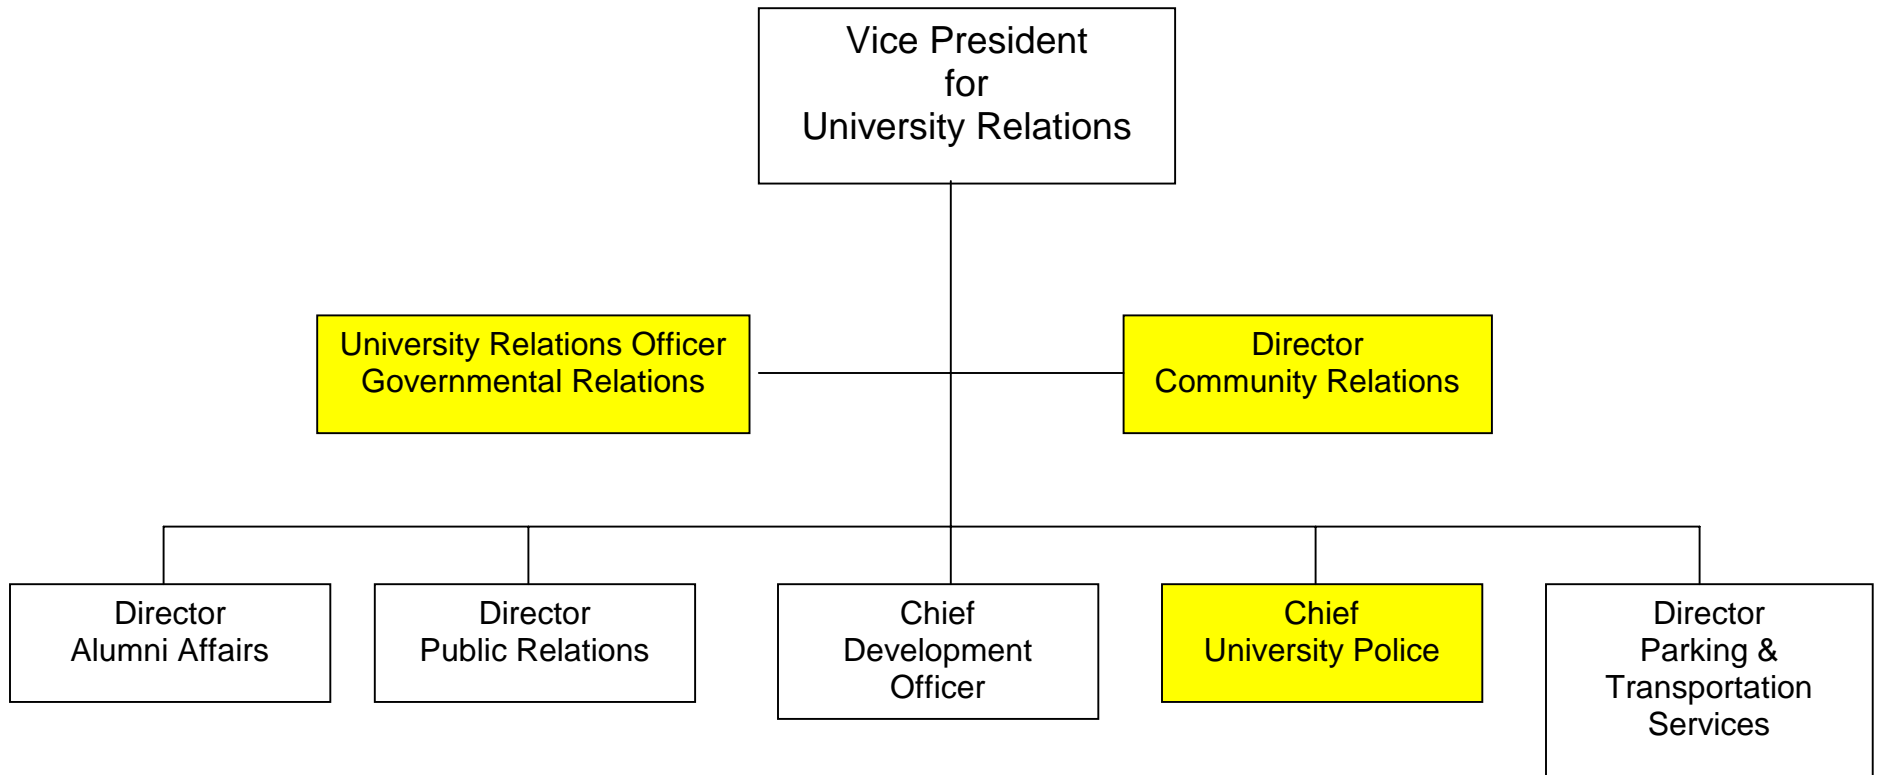 Vice President
for
University Relations
University Relations Officer
Governmental Relations
Director
Community Relations
Director
Alumni Affairs
Director
Public Relations
Chief
Development
Officer
Chief
University Police
Director
Parking &
Transportation
Services